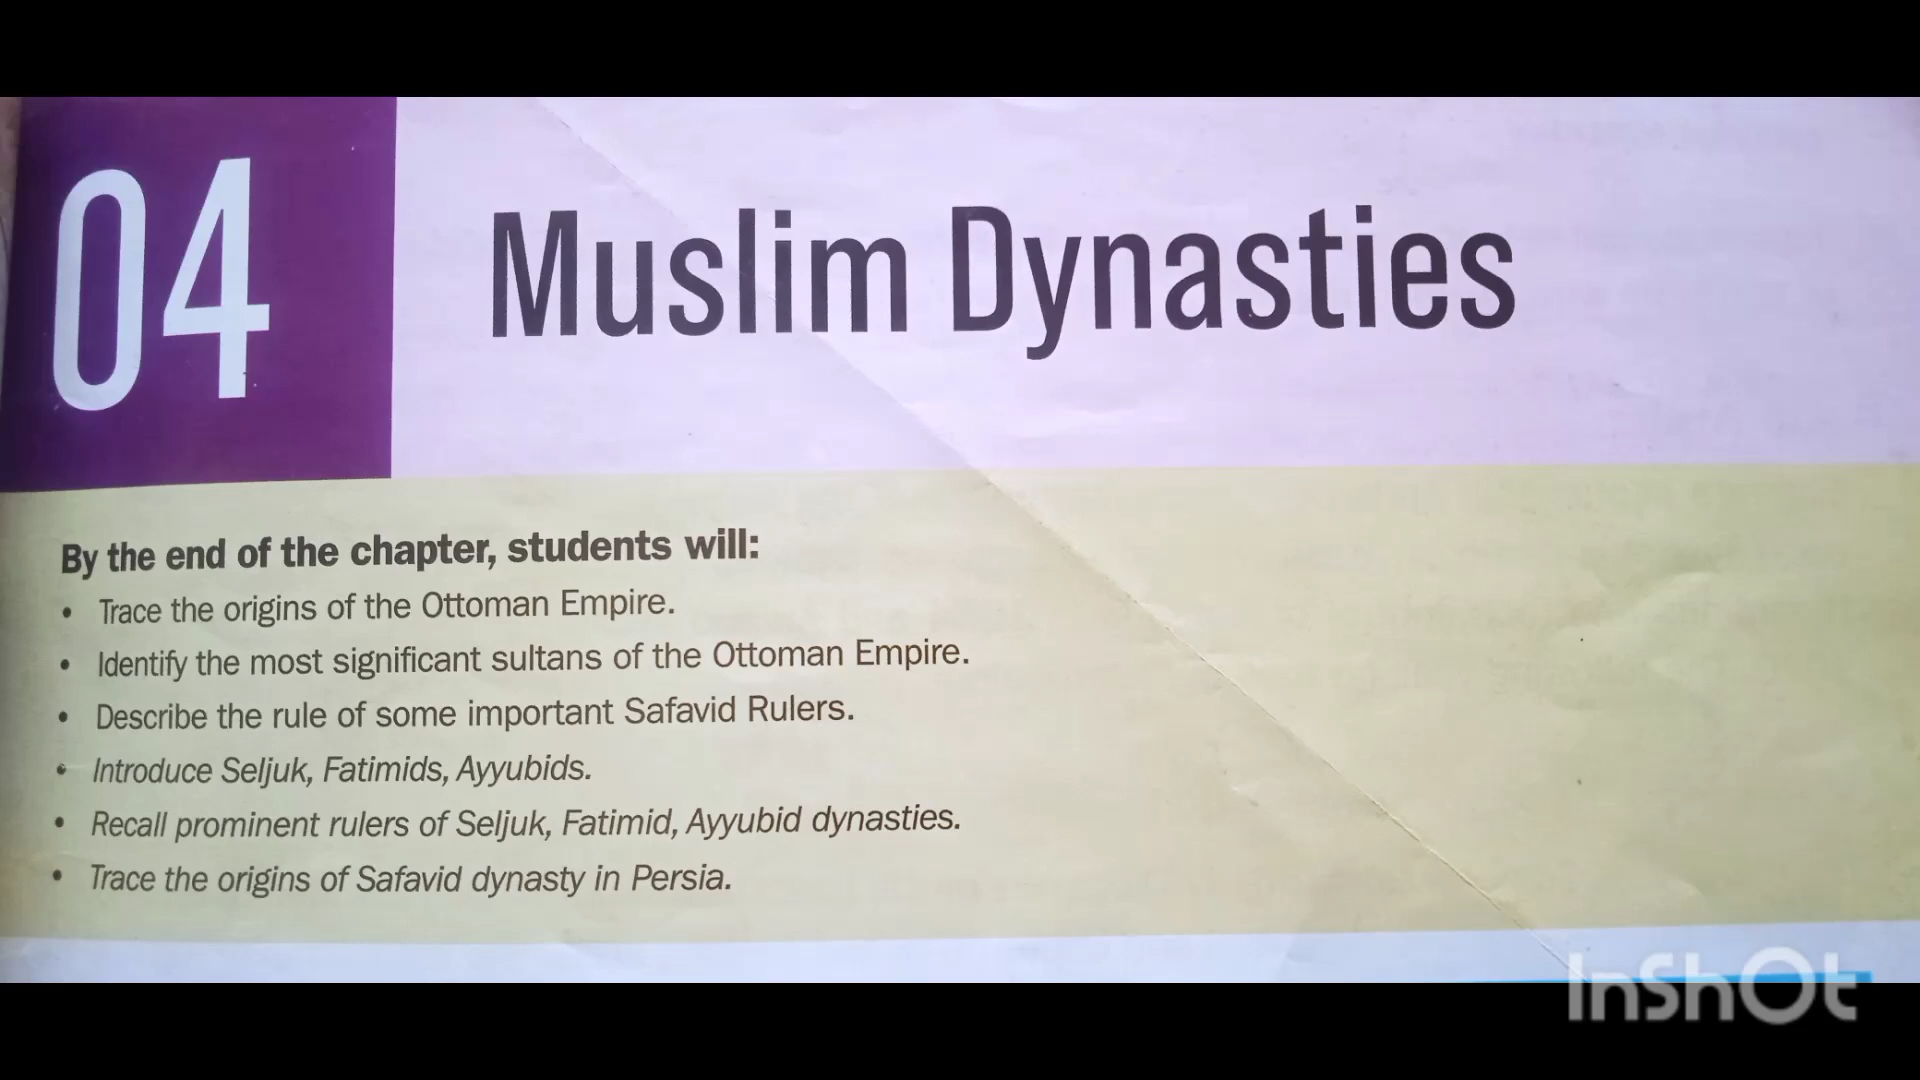 04
Muslim Dynasties
By the end of the chapter, students will:
• Trace the origins of the Ottoman Empire.
• Identify the most significant sultans of the Ottoman Empire.
• Describe the rule of some important Safavid Rulers.
• Introduce Seljuk, Fatimids, Ayyubids.
• Recall prominent rulers of Seljuk, Fatimid, Ayyubid dynasties.
• Trace the origins of Safavid dynasty in Persia.
InShOt